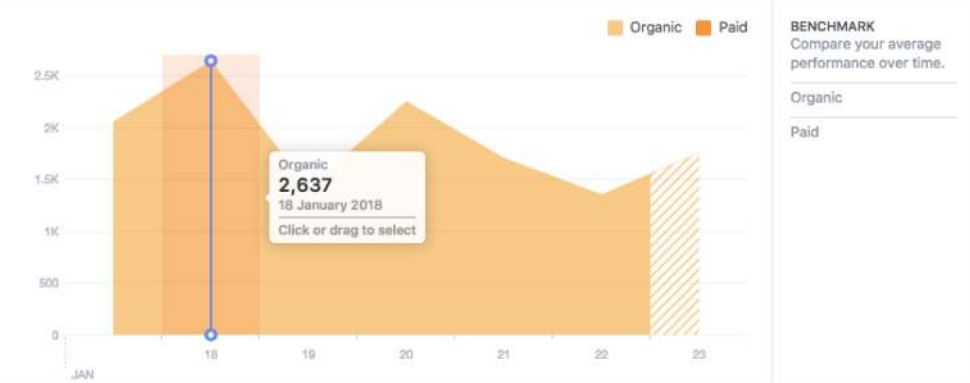 Organic Paid
2.5K
2K
1.5K
1K
500
0
Organic
2,637
18 January 2018
Click or drag to select
18 19 20 21 22 23
JAN
BENCHMARK
Compare your average
performance over time.
Organic
Paid